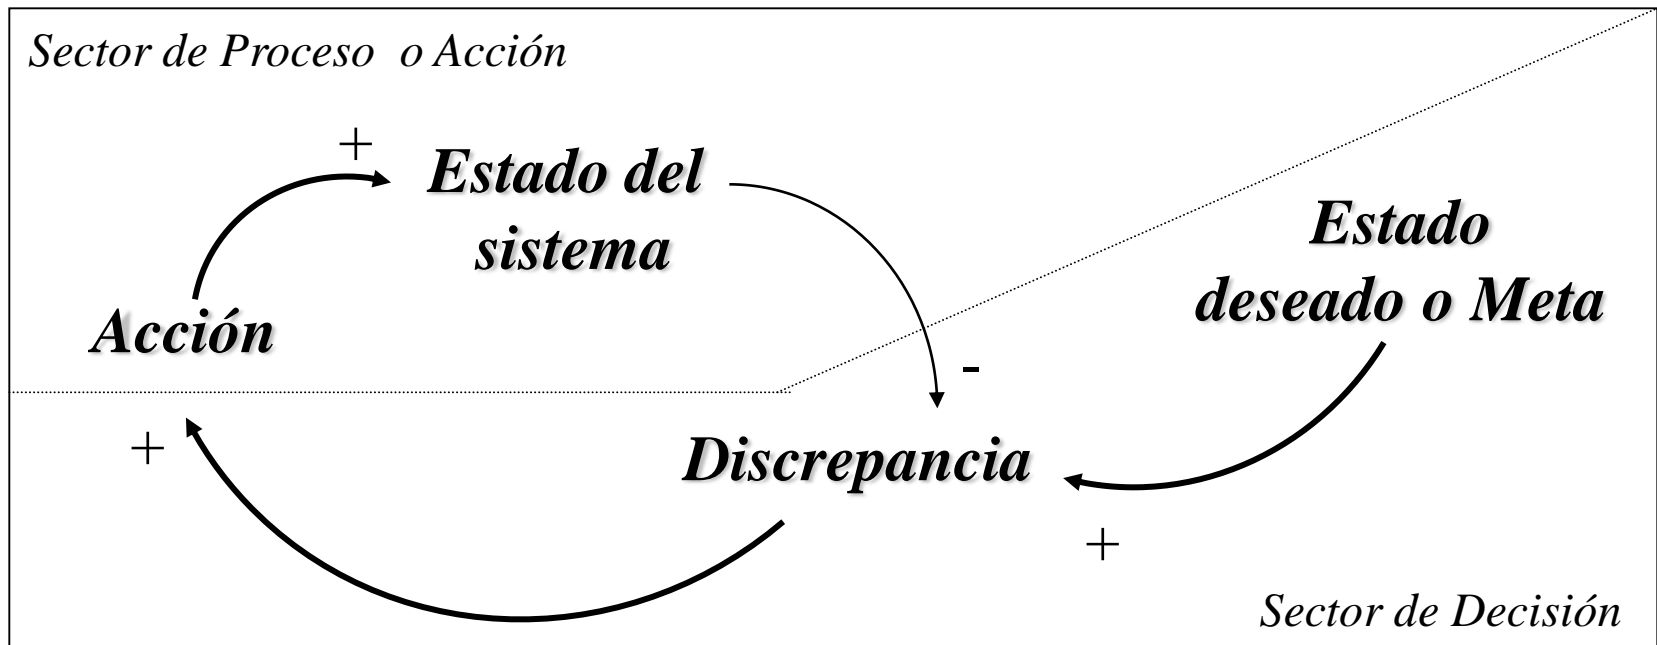 Sector de Proceso o Acción
+
Estado del
sistema
Estado
deseado o Meta
Acción
-
+
Discrepancia
+
Sector de Decisión